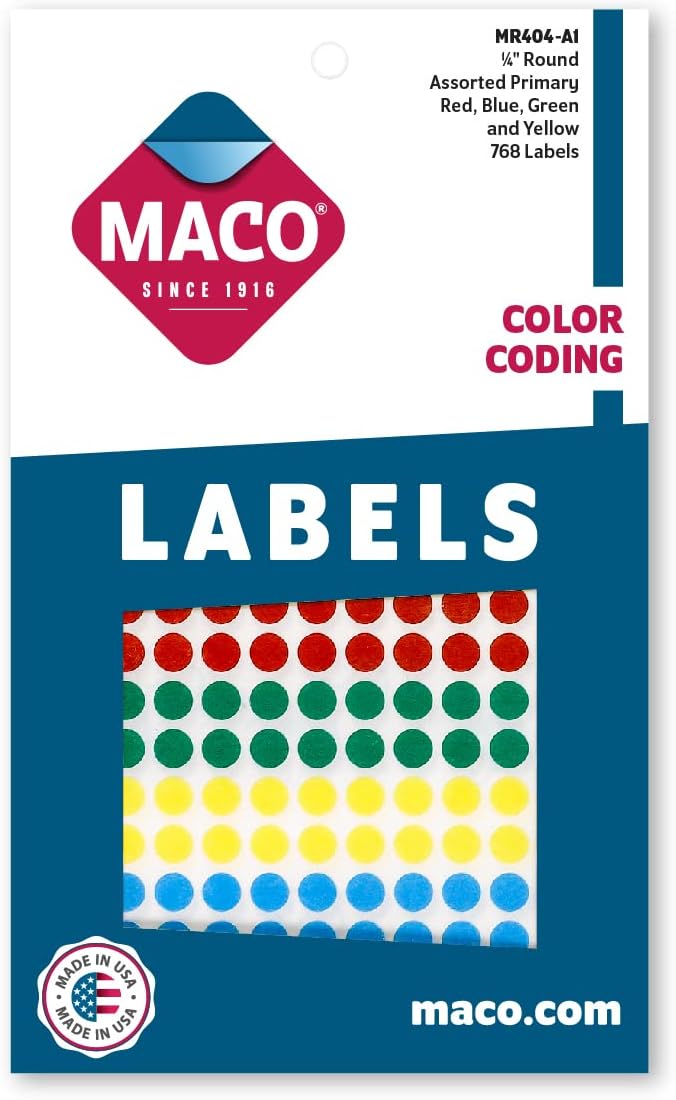 MR404-A1
¼" Round
Assorted Primary
Red, Blue, Green
and Yellow
768 Labels
MACO®
SINCE 1916
COLOR
CODING
LABELS
MADE IN USA
MADE IN USA
maco.com